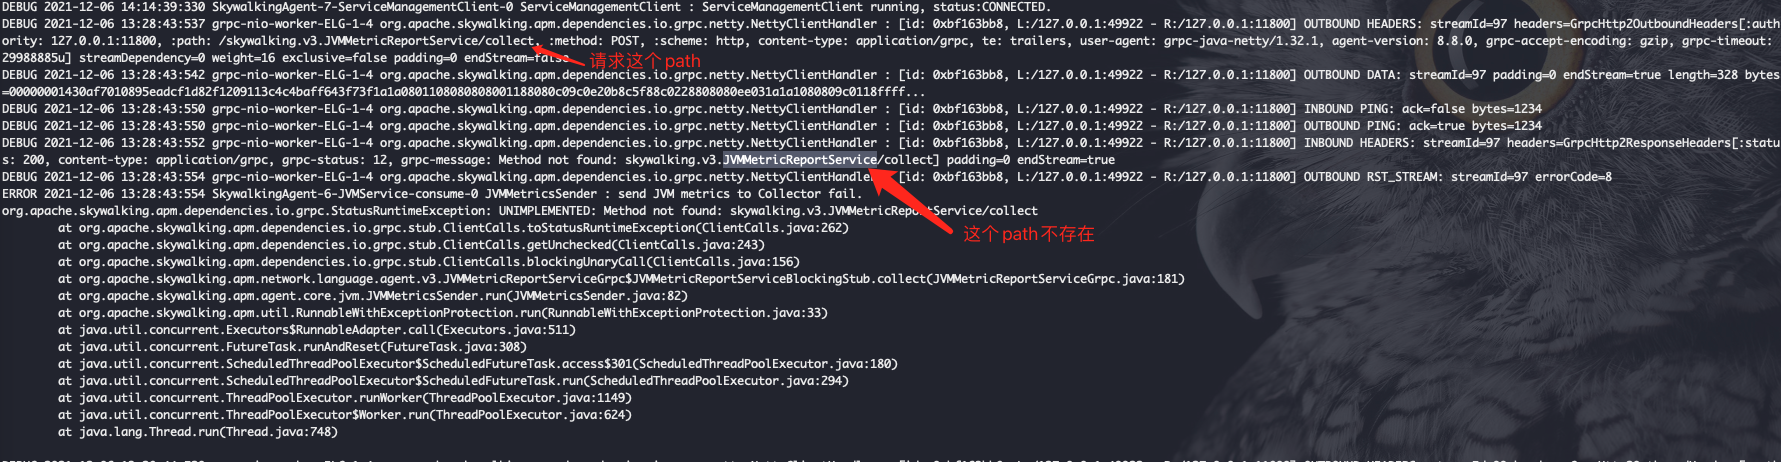 DEBUG 2021-12-06 14:14:39:330 SkywalkingAgent-7-ServiceManagementClient-0 ServiceManagementClient : ServiceManagementClient running, status:CONNECTED.
DEBUG 2021-12-06 13:28:43:537 grpc-nio-worker-ELG-1-4 org.apache.skywalking.apm.dependencies.io.grpc.netty.NettyClientHandler : [id: 0xbf163bb8, L:/127.0.0.1:49922 - R:/127.0.0.1:11800] OUTBOUND HEADERS: streamId=97 headers=GrpcHttp2OutboundHeaders[:auth
ority: 127.0.0.1:11800, :path: /skywalking.v3.JVMMetricReportService/collect, :method: POST, :scheme: http, content-type: application/grpc, te: trailers, user-agent: grpc-java-netty/1.32.1, agent-version: 8.8.0, grpc-accept-encoding: gzip, grpc-timeout:
29988885u] streamDependency=0 weight=16 exclusive=false padding=0 endStream=false
请求这个path
DEBUG 2021-12-06 13:28:43:542 grpc-nio-worker-ELG-1-4 org.apache.skywalking.apm.dependencies.io.grpc.netty.NettyClientHandler : [id: 0xbf163bb8, L:/127.0.0.1:49922 - R:/127.0.0.1:11800] OUTBOUND DATA: streamId=97 padding=0 endStream=true length=328 bytes
=00000001430af7010895eadcf1d82f1209113c4c4baff643f73f1a1a0801108080808001188080c09c0e20b8c5f88c0228808080ee031a1a1080809c0118ffff...
DEBUG 2021-12-06 13:28:43:550 grpc-nio-worker-ELG-1-4 org.apache.skywalking.apm.dependencies.io.grpc.netty.NettyClientHandler : [id: 0xbf163bb8, L:/127.0.0.1:49922 - R:/127.0.0.1:11800] INBOUND PING: ack=false bytes=1234
DEBUG 2021-12-06 13:28:43:550 grpc-nio-worker-ELG-1-4 org.apache.skywalking.apm.dependencies.io.grpc.netty.NettyClientHandler : [id: 0xbf163bb8, L:/127.0.0.1:49922 - R:/127.0.0.1:11800] OUTBOUND PING: ack=true bytes=1234
DEBUG 2021-12-06 13:28:43:552 grpc-nio-worker-ELG-1-4 org.apache.skywalking.apm.dependencies.io.grpc.netty.NettyClientHandler : [id: 0xbf163bb8, L:/127.0.0.1:49922 - R:/127.0.0.1:11800] INBOUND HEADERS: streamId=97 headers=GrpcHttp2ResponseHeaders[:statu
s: 200, content-type: application/grpc, grpc-status: 12, grpc-message: Method not found: skywalking.v3.JVMMetricReportService/collect] padding=0 endStream=true
DEBUG 2021-12-06 13:28:43:554 grpc-nio-worker-ELG-1-4 org.apache.skywalking.apm.dependencies.io.grpc.netty.NettyClientHandler : [id: 0xbf163bb8, L:/127.0.0.1:49922 - R:/127.0.0.1:11800] OUTBOUND RST_STREAM: streamId=97 errorCode=8
ERROR 2021-12-06 13:28:43:554 SkywalkingAgent-6-JVMService-consume-0 JVMMetricsSender : send JVM metrics to Collector fail.
org.apache.skywalking.apm.dependencies.io.grpc.StatusRuntimeException: UNIMPLEMENTED: Method not found: skywalking.v3.JVMMetricReportService/collect
at org.apache.skywalking.apm.dependencies.io.grpc.stub.ClientCalls.toStatusRuntimeException(ClientCalls.java:262)
这个path不存在
at org.apache.skywalking.apm.dependencies.io.grpc.stub.ClientCalls.getUnchecked(ClientCalls.java:243)
at org.apache.skywalking.apm.dependencies.io.grpc.stub.ClientCalls.blockingUnaryCall(ClientCalls.java:156)
at org.apache.skywalking.apm.network.language.agent.v3.JVMMetricReportServiceGrpc$JVMMetricReportServiceBlockingStub.collect(JVMMetricReportServiceGrpc.java:181)
at org.apache.skywalking.apm.agent.core.jvm.JVMMetricsSender.run(JVMMetricsSender.java:82)
at org.apache.skywalking.apm.util.RunnableWithExceptionProtection.run(RunnableWithExceptionProtection.java:33)
at java.util.concurrent.Executors$RunnableAdapter.call(Executors.java:511)
at java.util.concurrent.FutureTask.runAndReset(FutureTask.java:308)
at java.util.concurrent.ScheduledThreadPoolExecutor$ScheduledFutureTask.access$301(ScheduledThreadPoolExecutor.java:180)
at java.util.concurrent.ScheduledThreadPoolExecutor$ScheduledFutureTask.run(ScheduledThreadPoolExecutor.java:294)
at java.util.concurrent.ThreadPoolExecutor.runWorker(ThreadPoolExecutor.java:1149)
at java.util.concurrent.ThreadPoolExecutor$Worker.run(ThreadPoolExecutor.java:624)
at java.lang.Thread.run(Thread.java:748)